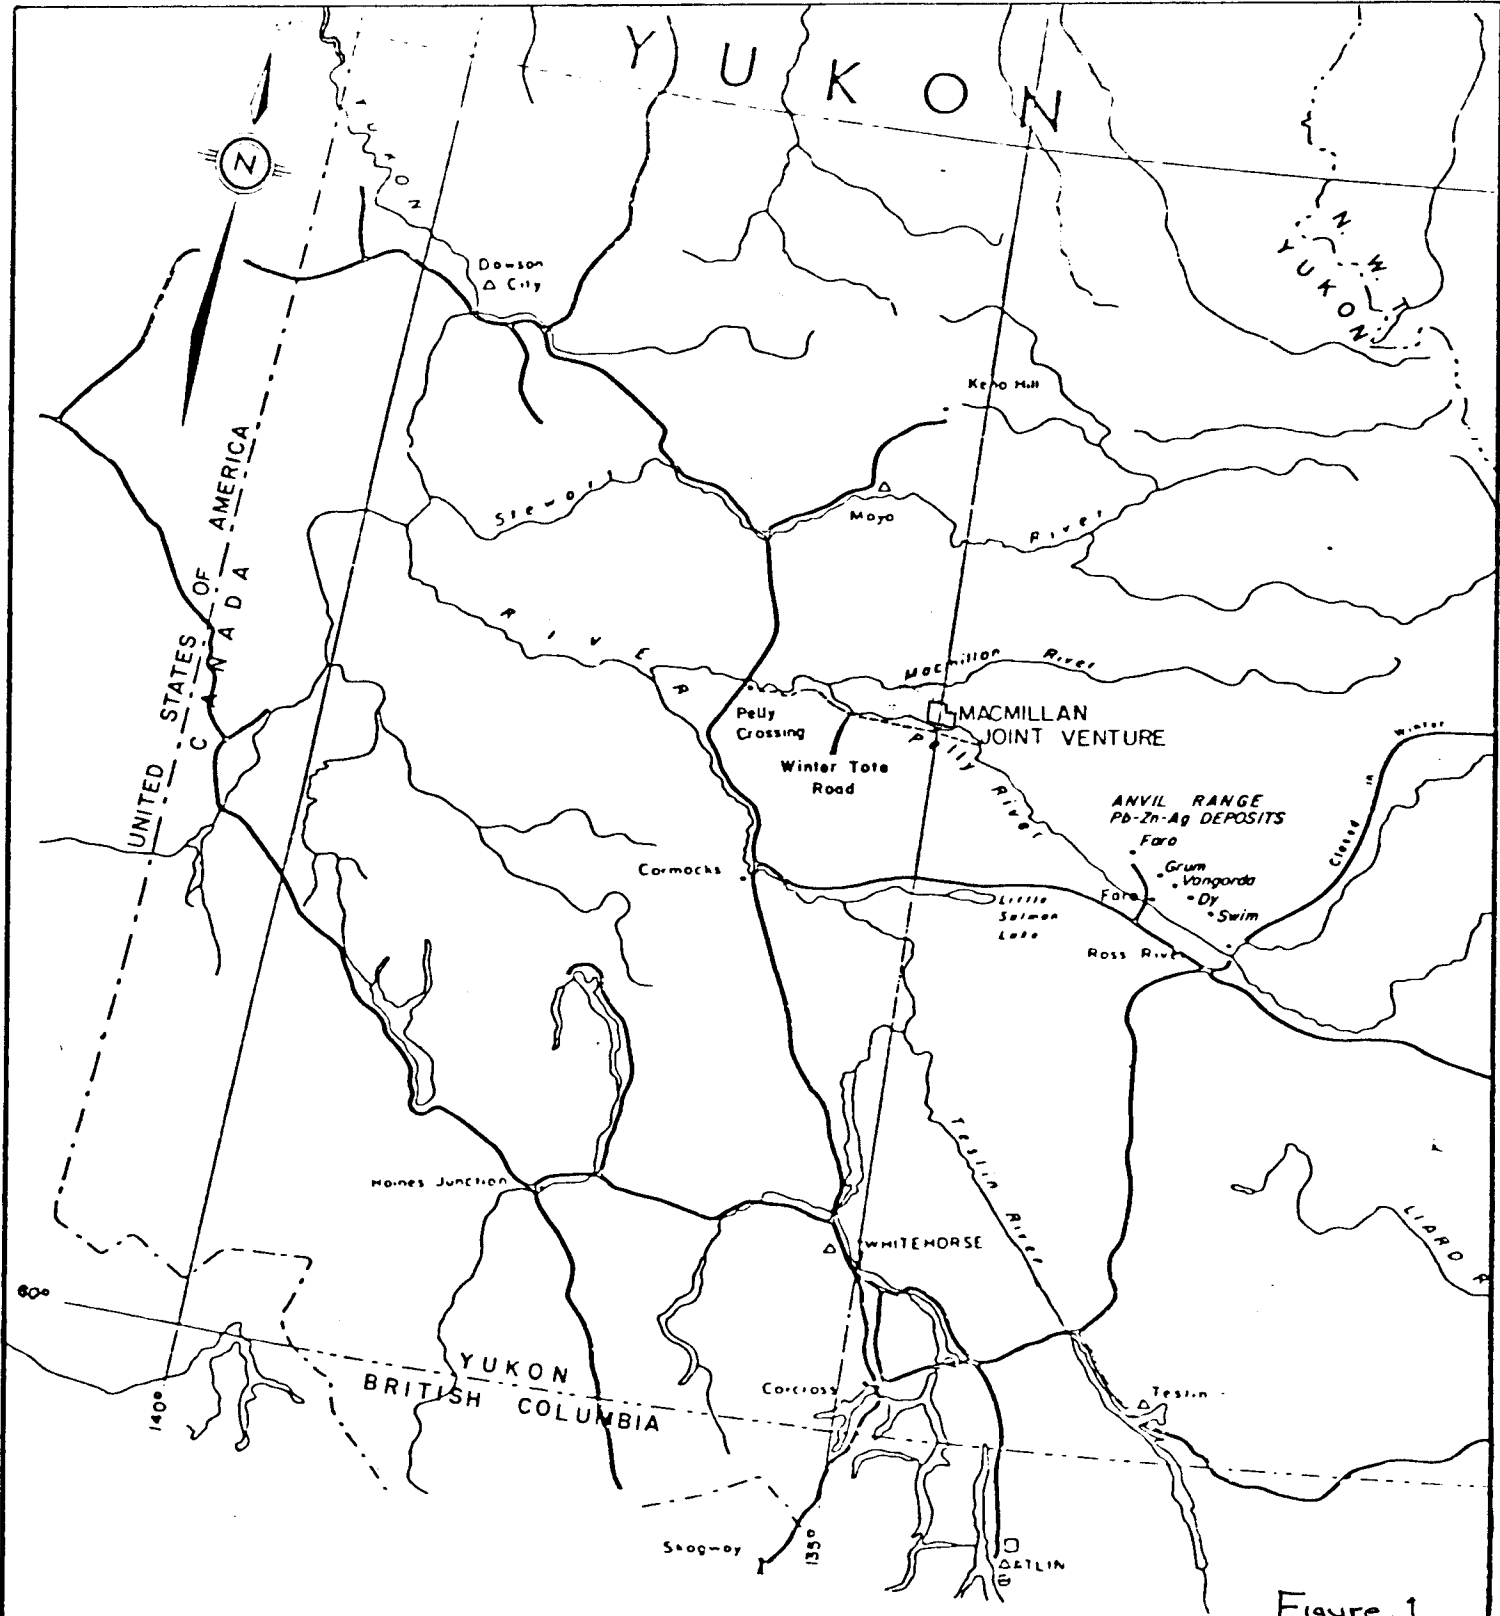 YUKON
N
YUKON
N.W.T.
YUKON
Dawson
City
Keno Hill
UNITED STATES OF AMERICA
CANADA
Stewart
River
Mayo
RIVER
Macmillan River
Pelly
Crossing
MACMILLAN
JOINT VENTURE
Winter Tote
Road
Pelly River
Closed in Winter
ANVIL RANGE
Pb-Zn-Ag DEPOSITS
Faro
Grum
Vangorda
Dy
Swim
Carmacks
Faro
Little
Salmon
Lake
Ross River
Teslin River
Haines Junction
LIARD R
WHITEHORSE
60°
YUKON
BRITISH COLUMBIA
Carcross
Teslin
140°
Skagway
135°
ATLIN
Figure 1